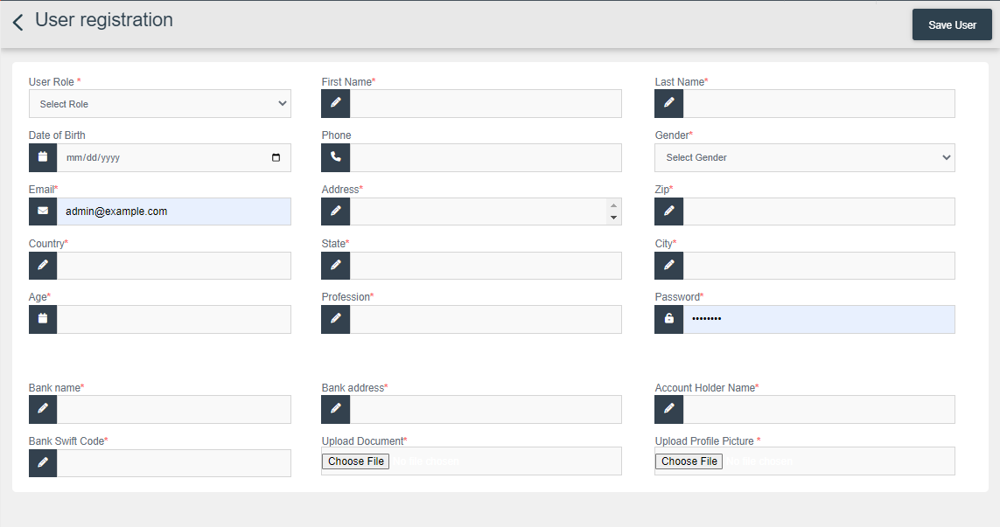 User registration
Save User
User Role *
First Name*
Last Name*
Select Role
Date of Birth
Phone
Gender*
mm/dd/yyyy
Select Gender
Email*
Address*
Zip*
admin@example.com
Country*
State*
City*
Age*
Profession*
Password*
••••••••
Bank name*
Bank address*
Account Holder Name*
Bank Swift Code*
Upload Document*
Upload Profile Picture *
Choose File No file chosen
Choose File No file chosen